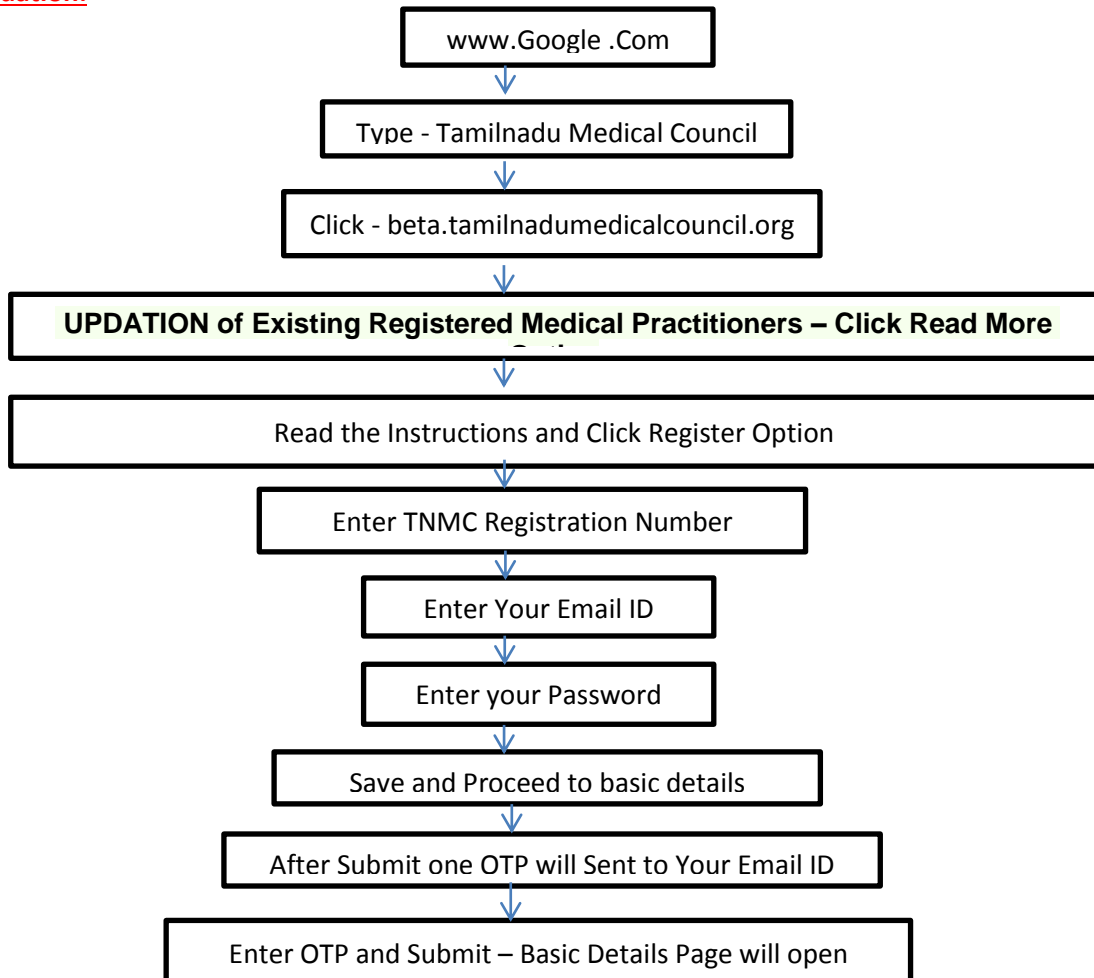 www.Google .Com
Type - Tamilnadu Medical Council
Click - beta.tamilnadumedicalcouncil.org
UPDATION of Existing Registered Medical Practitioners – Click Read More
Read the Instructions and Click Register Option
Enter TNMC Registration Number
Enter Your Email ID
Enter your Password
Save and Proceed to basic details
After Submit one OTP will Sent to Your Email ID
Enter OTP and Submit – Basic Details Page will open